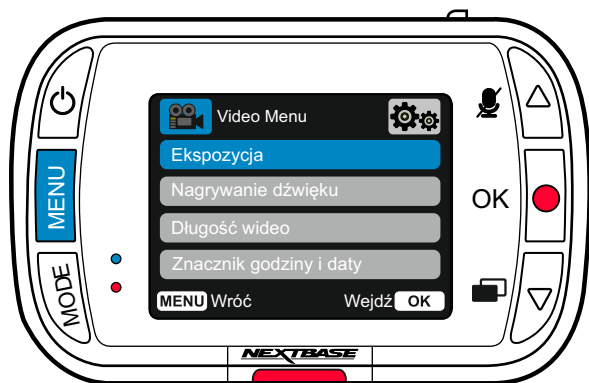 Video Menu
Ekspozycja
Nagrywanie dźwięku
Długość wideo
Znacznik godziny i daty
MENU Wróć Wejdź OK
MENU
MODE
OK
NEXTBASE